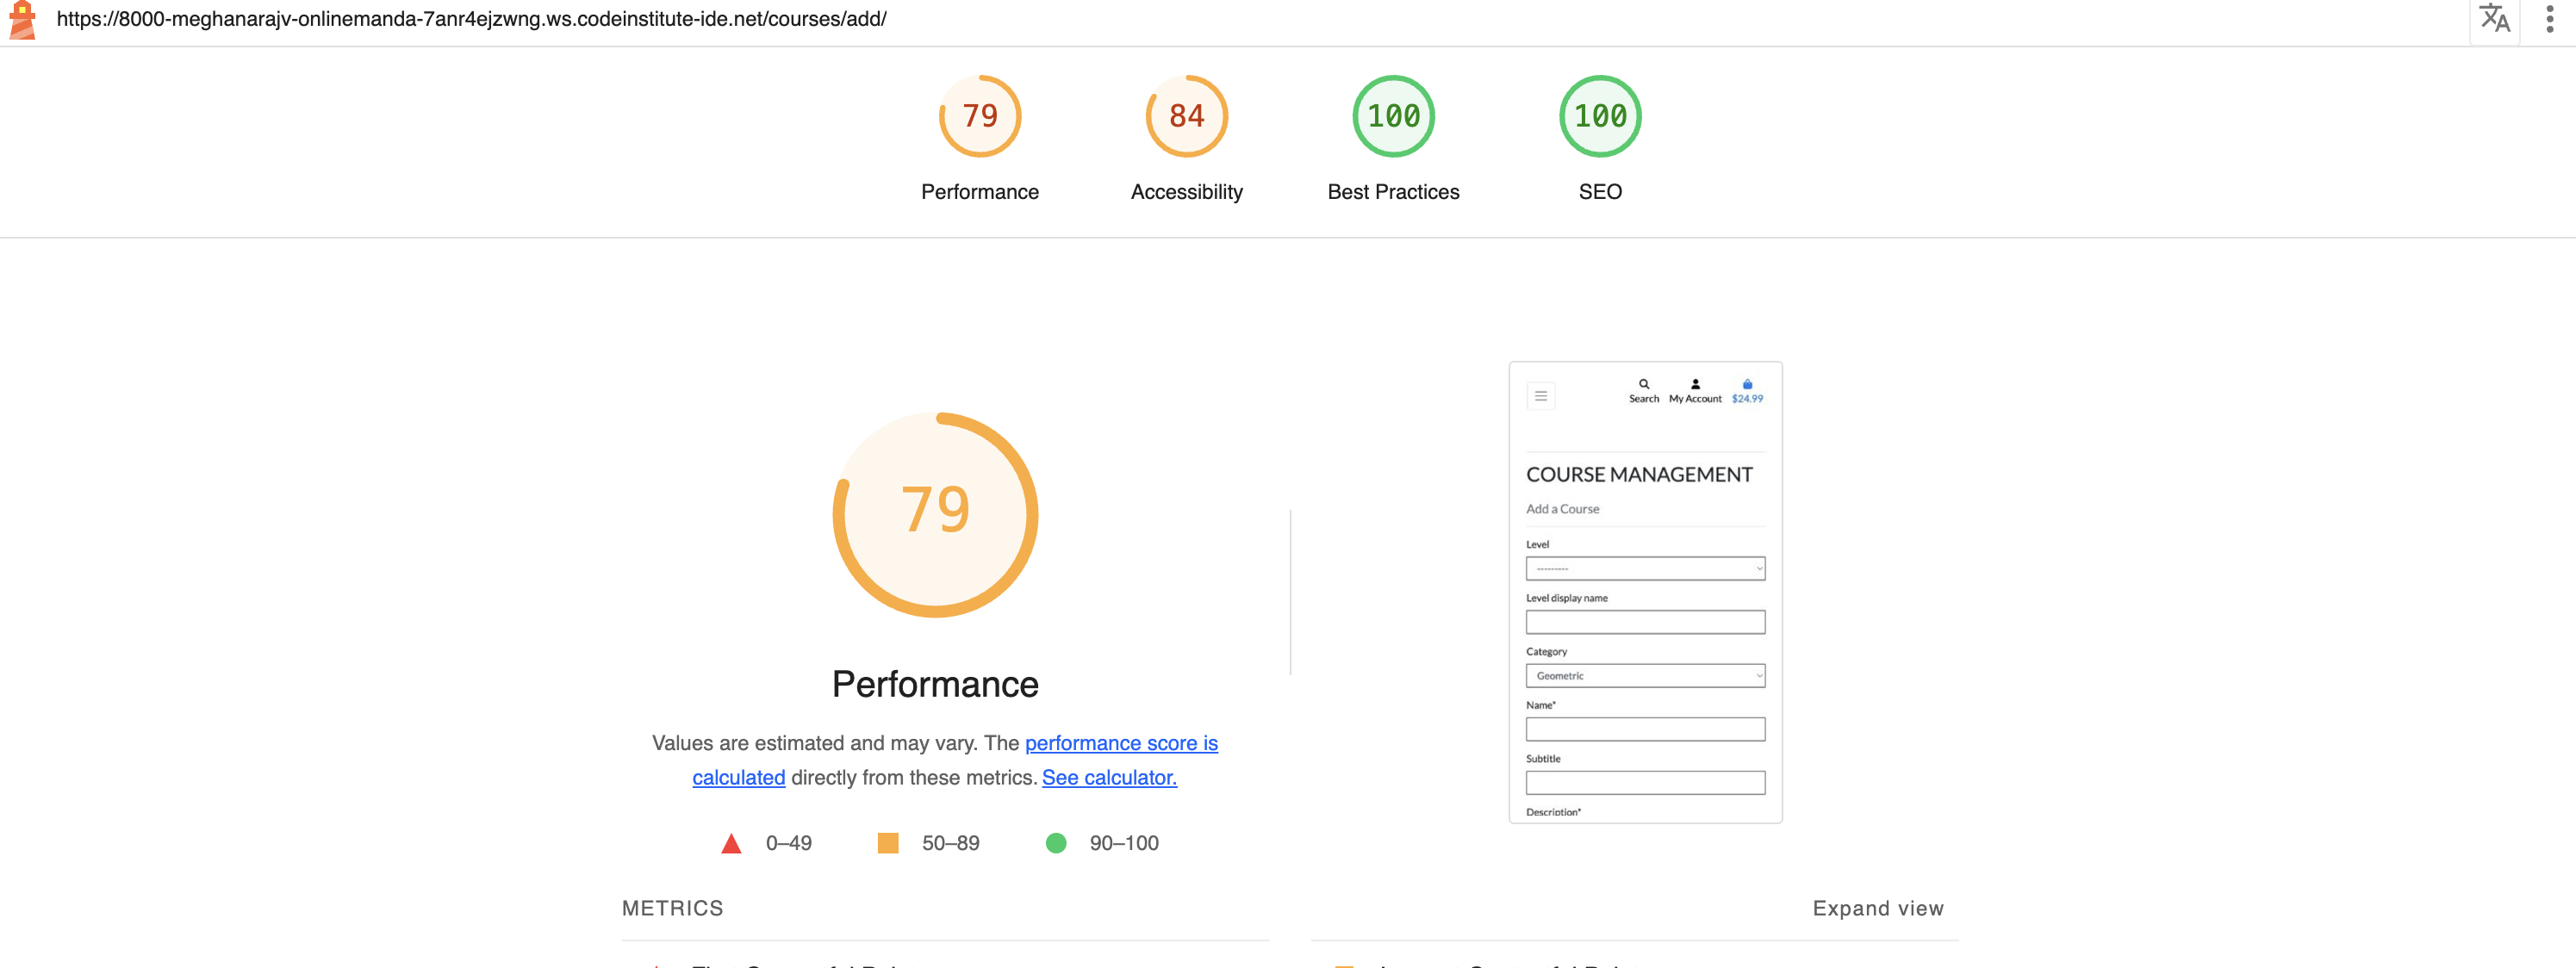 https://8000-meghanarajv-onlinemanda-7anr4ejzwng.ws.codeinstitute-ide.net/courses/add/
79
84
100
100
Performance
Accessibility
Best Practices
SEO
79
Performance
Values are estimated and may vary. The performance score is
calculated directly from these metrics. See calculator.
0–49
50–89
90–100
Search
My Account
$24.99
COURSE MANAGEMENT
Add a Course
Level
---------
Level display name
Category
Geometric
Name*
Subtitle
Description*
METRICS
Expand view